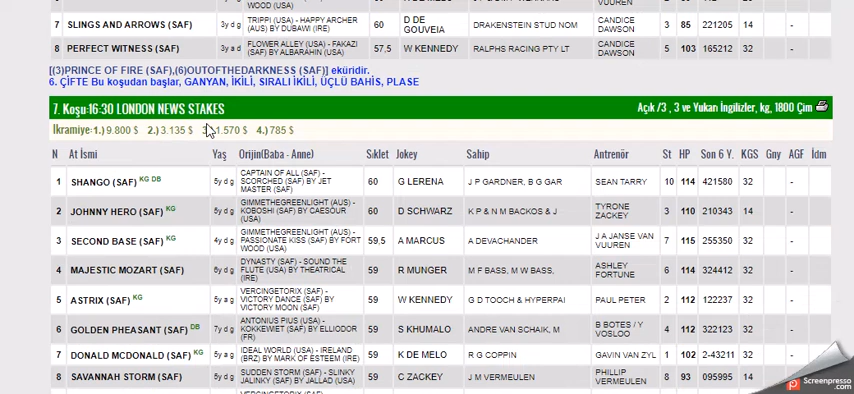 WOOD (USA) VUUREN
7 SLINGS AND ARROWS (SAF) 3y d g TRIPPI (USA) - HAPPY ARCHER (AUS) BY DUBAWI (IRE) 60 D DE GOUVEIA DRAKENSTEIN STUD NOM CANDICE DAWSON 3 85 221205 14
8 PERFECT WITNESS (SAF) 3y a d FLOWER ALLEY (USA) - FAKAZI (SAF) BY ALBARAHIN (USA) 57,5 W KENNEDY RALPHS RACING PTY LT CANDICE DAWSON 5 103 165212 32
[(3)PRINCE OF FIRE (SAF),(6)OUTOFTHEDARKNESS (SAF)] eküridir.
6. ÇİFTE Bu koşudan başlar, GANYAN, İKİLİ, SIRALI İKİLİ, ÜÇLÜ BAHİS, PLASE
7. Koşu:16:30 LONDON NEWS STAKES Açık /3 , 3 ve Yukarı İngilizler, kg, 1800 Çim
İkramiye:1.) 9.800 $ 2.) 3.135 $ 1.570 $ 4.) 785 $
N At İsmi Yaş Orijin(Baba - Anne) Sıklet Jokey Sahip Antrenör St HP Son 6 Y. KGS Gny AGF İdm
1 SHANGO (SAF) KG DB 5y d g CAPTAIN OF ALL (SAF) - SCORCHED (SAF) BY JET MASTER (SAF) 60 G LERENA J P GARDNER, B G GAR SEAN TARRY 10 114 421580 32 -
2 JOHNNY HERO (SAF) KG 5y d g GIMMETHEGREENLIGHT (AUS) - KOBOSHI (SAF) BY CAESOUR (USA) 60 D SCHWARZ K P & N M BACKOS & J TYRONE ZACKEY 3 110 210343 14 -
3 SECOND BASE (SAF) KG 4y d g GIMMETHEGREENLIGHT (AUS) - PASSIONATE KISS (SAF) BY FORT WOOD (USA) 59,5 A MARCUS A DEVACHANDER J A JANSE VAN VUUREN 7 115 255350 32 -
4 MAJESTIC MOZART (SAF) 6y d g DYNASTY (SAF) - SOUND THE FLUTE (USA) BY THEATRICAL (IRE) 59 R MUNGER M F BASS, M W BASS, ASHLEY FORTUNE 6 114 324412 32 -
5 ASTRIX (SAF) KG 5y a g VERCINGETORIX (SAF) - VICTORY DANCE (SAF) BY VICTORY MOON (SAF) 59 W KENNEDY G D TOOCH & HYPERPAI PAUL PETER 2 112 122237 32 -
6 GOLDEN PHEASANT (SAF) DB 7y d g ANTONIUS PIUS (USA) - KOKKEWIET (SAF) BY ELLIODOR (FR) 59 S KHUMALO ANDRE VAN SCHAIK, M B BOTES / Y VOSLOO 4 112 322123 32 -
7 DONALD MCDONALD (SAF) KG 5y a g IDEAL WORLD (USA) - IRELAND (BRZ) BY MARK OF ESTEEM (IRE) 59 K DE MELO R G COPPIN GAVIN VAN ZYL 1 102 2-43211 32 -
8 SAVANNAH STORM (SAF) 5y d g SUDDEN STORM (SAF) - SLINKY JALINKY (SAF) BY JALLAD (USA) 59 C ZACKEY J M VERMEULEN PHILLIP VERMEULEN 8 93 095995 14
Screenpresso
.com